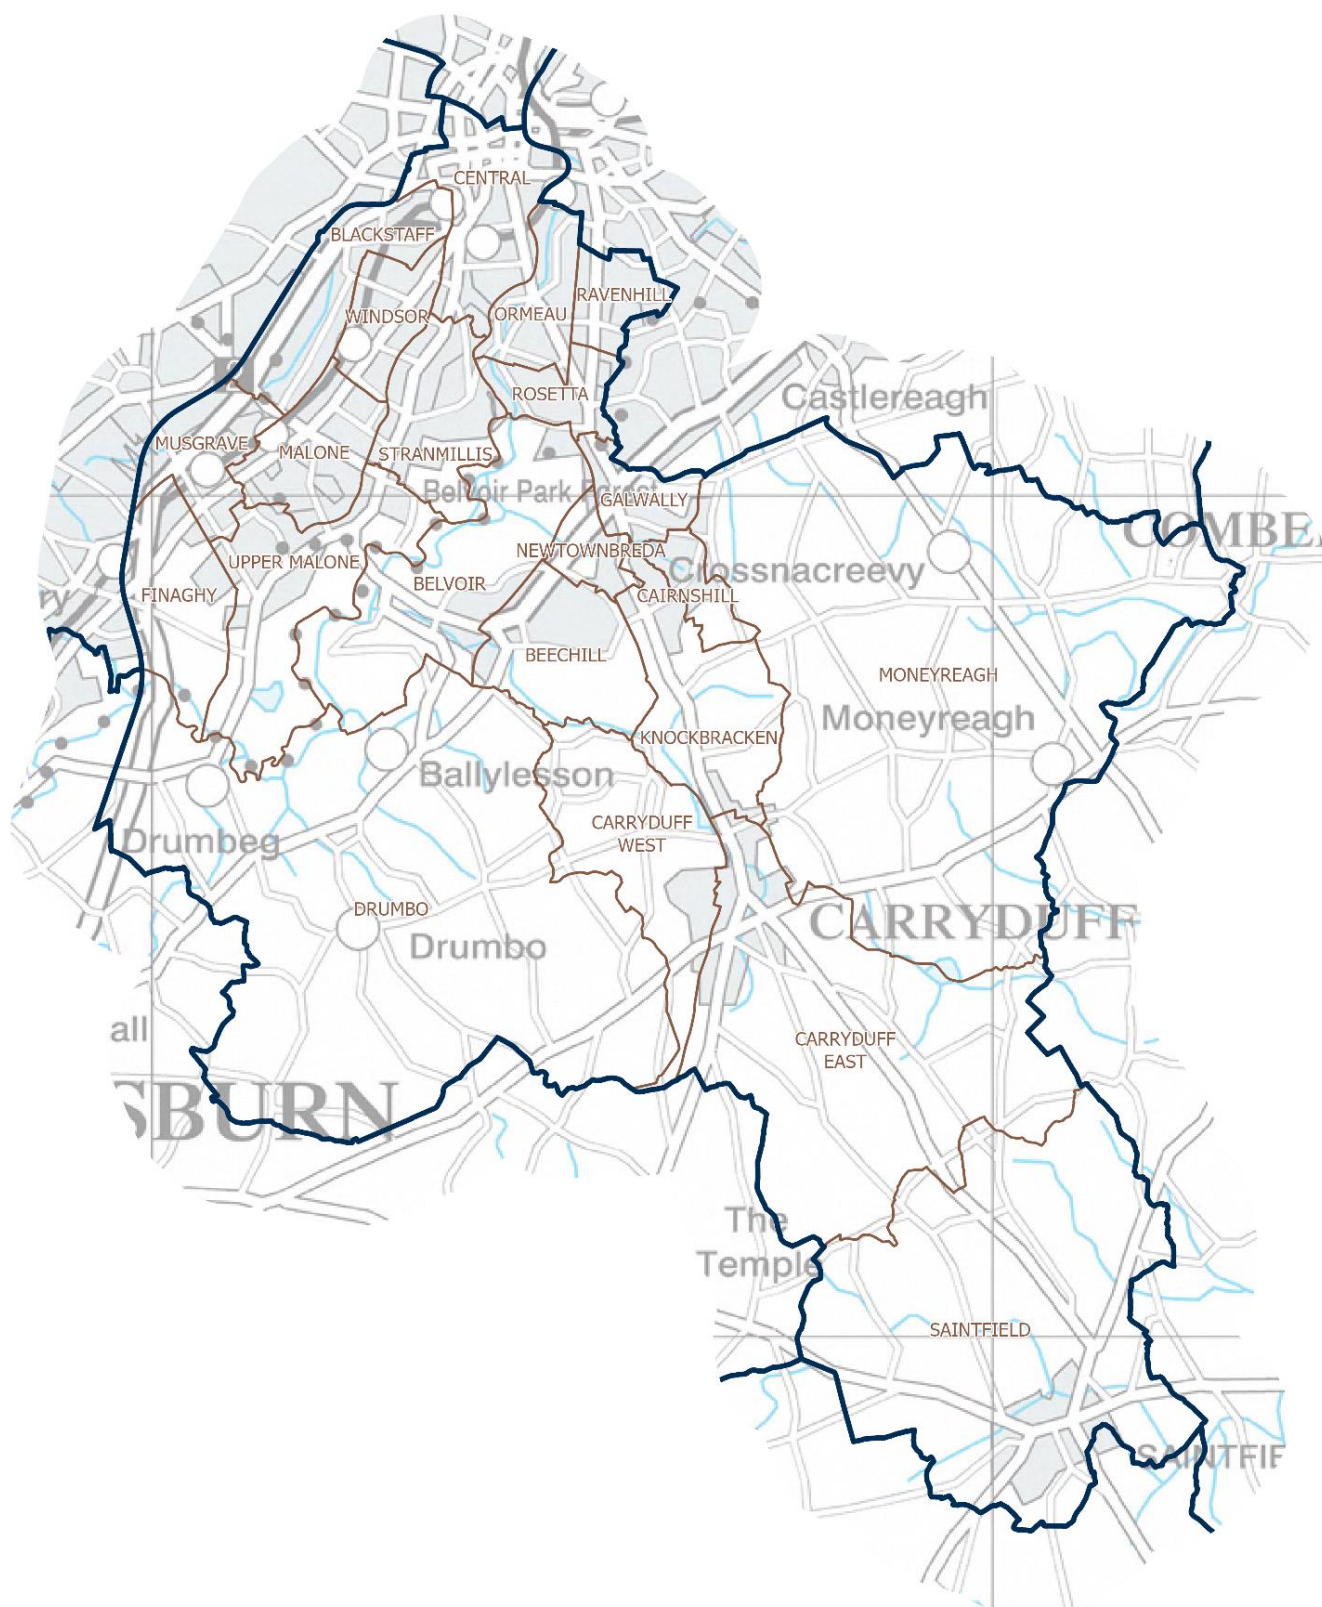 CENTRAL
BLACKSTAFF
RAVENHILL
WINDSOR
ORMEAU
ROSETTA
Castlereagh
MUSGRAVE
MALONE
STRANMILLIS
Belvoir Park Forest
GALWALLY
COMBE
NEWTOWNBREDA
UPPER MALONE
BELVOIR
Crossnacreevy
FINAGHY
CAIRNSHILL
ry
BEECHILL
MONEYREAGH
Moneyreagh
KNOCKBRACKEN
Ballylesson
CARRYDUFF
WEST
Drumbeg
DRUMBO
CARRYDUFF
Drumbo
all
CARRYDUFF
EAST
SBURN
The
Temple
SAINTFIELD
SAINTFIE